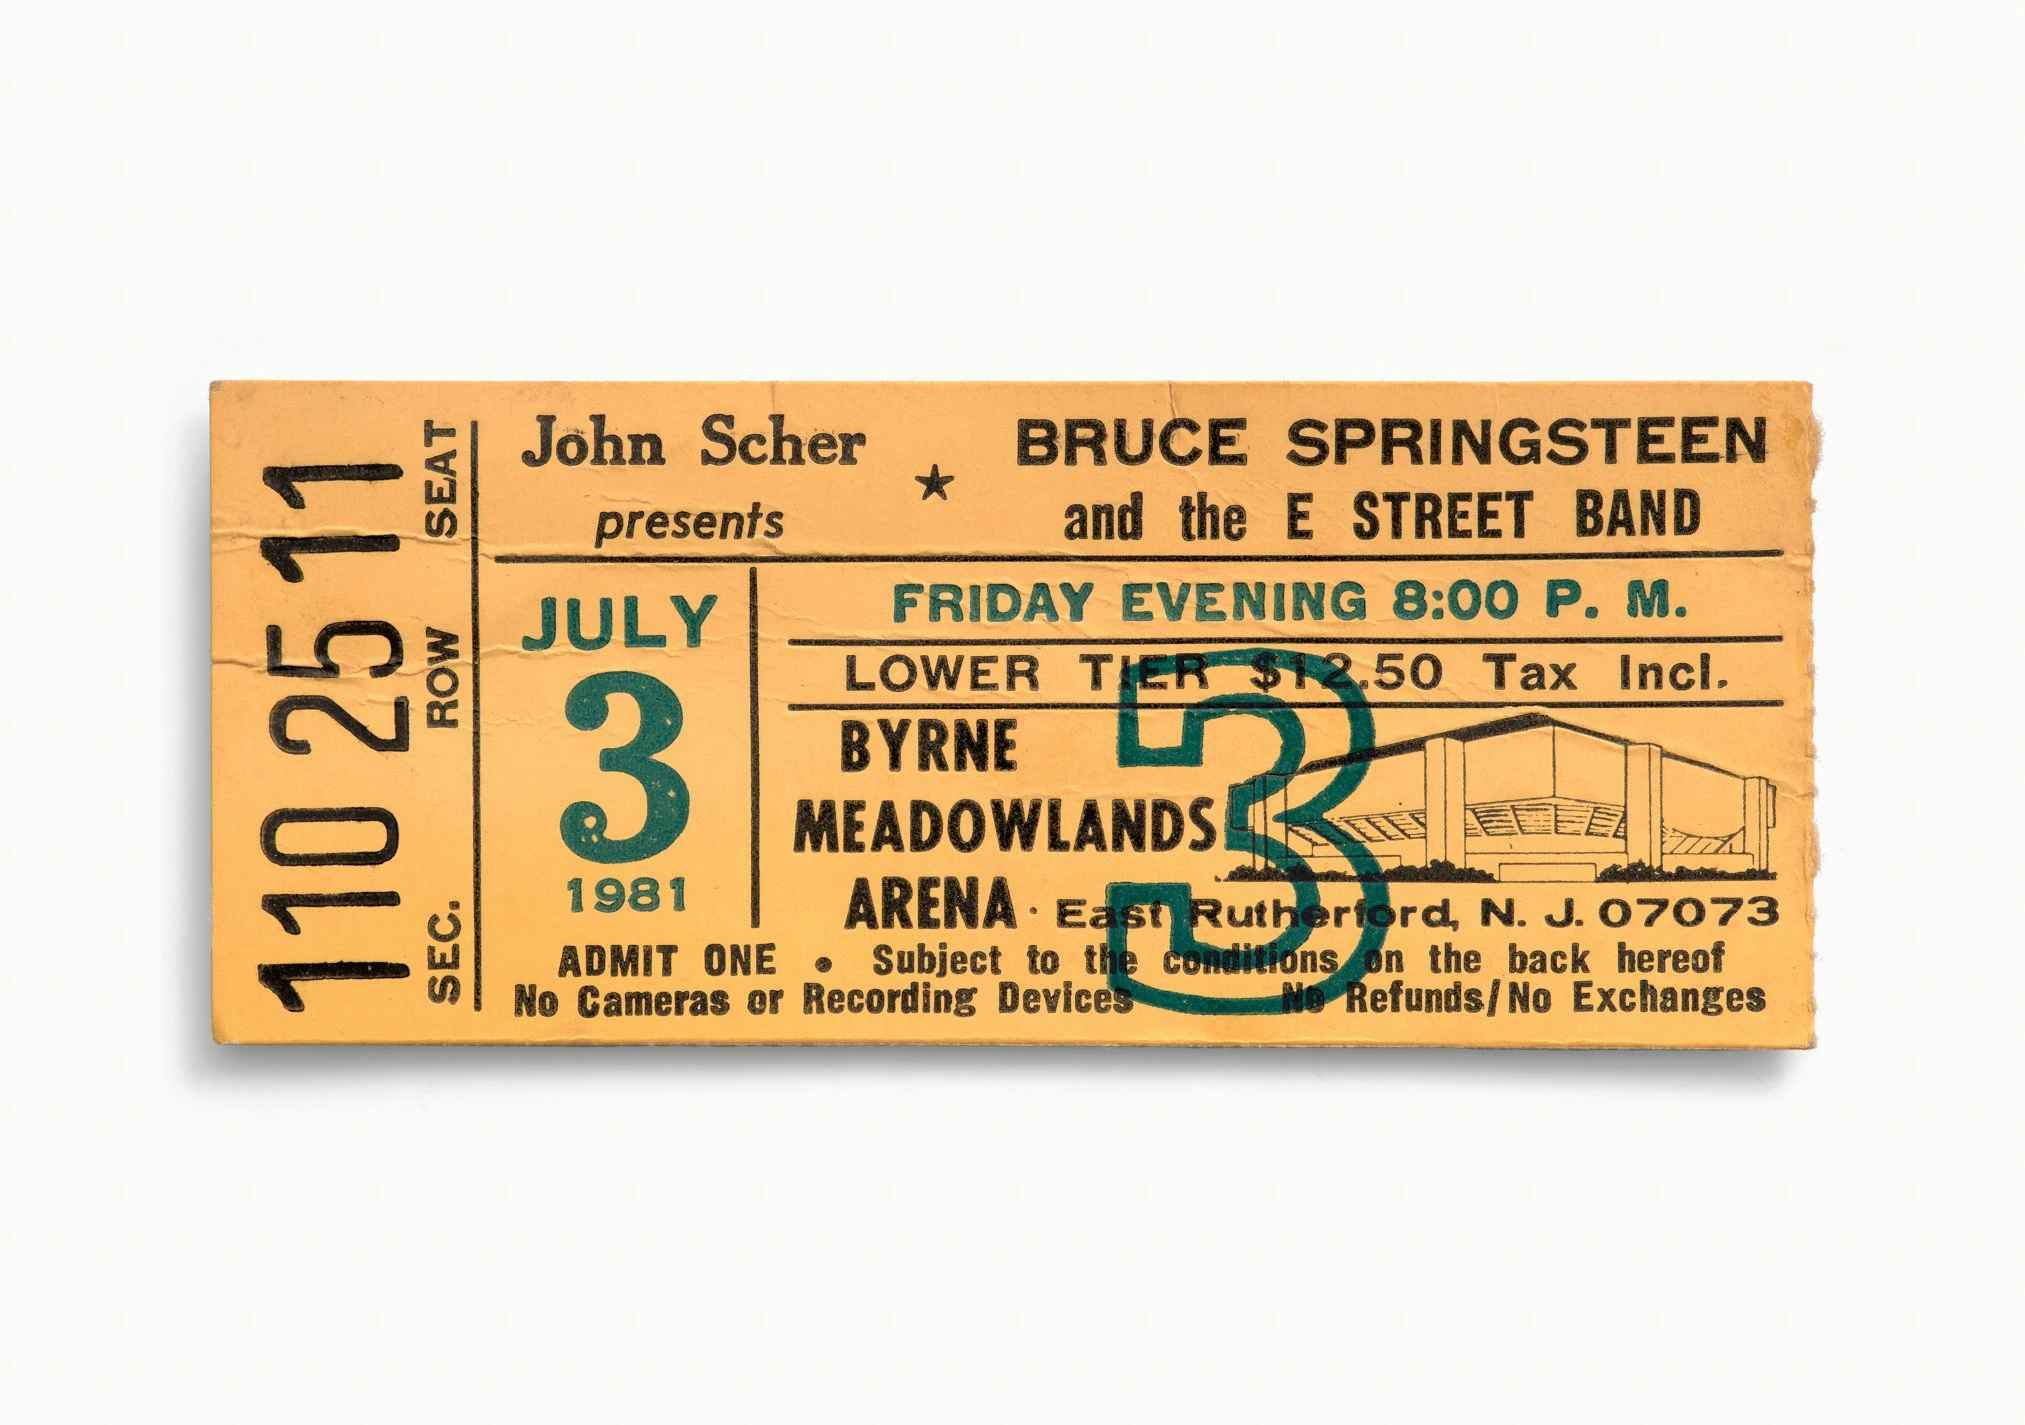 110 25 11
SEC. ROW SEAT
John Scher
presents
★
BRUCE SPRINGSTEEN
and the E STREET BAND
JULY
3
1981
FRIDAY EVENING 8:00 P. M.
LOWER TIER $12.50 Tax Incl.
BYRNE
MEADOWLANDS
ARENA · East Rutherford, N. J. 07073
3
ADMIT ONE • Subject to the conditions on the back hereof
No Cameras or Recording Devices No Refunds/No Exchanges